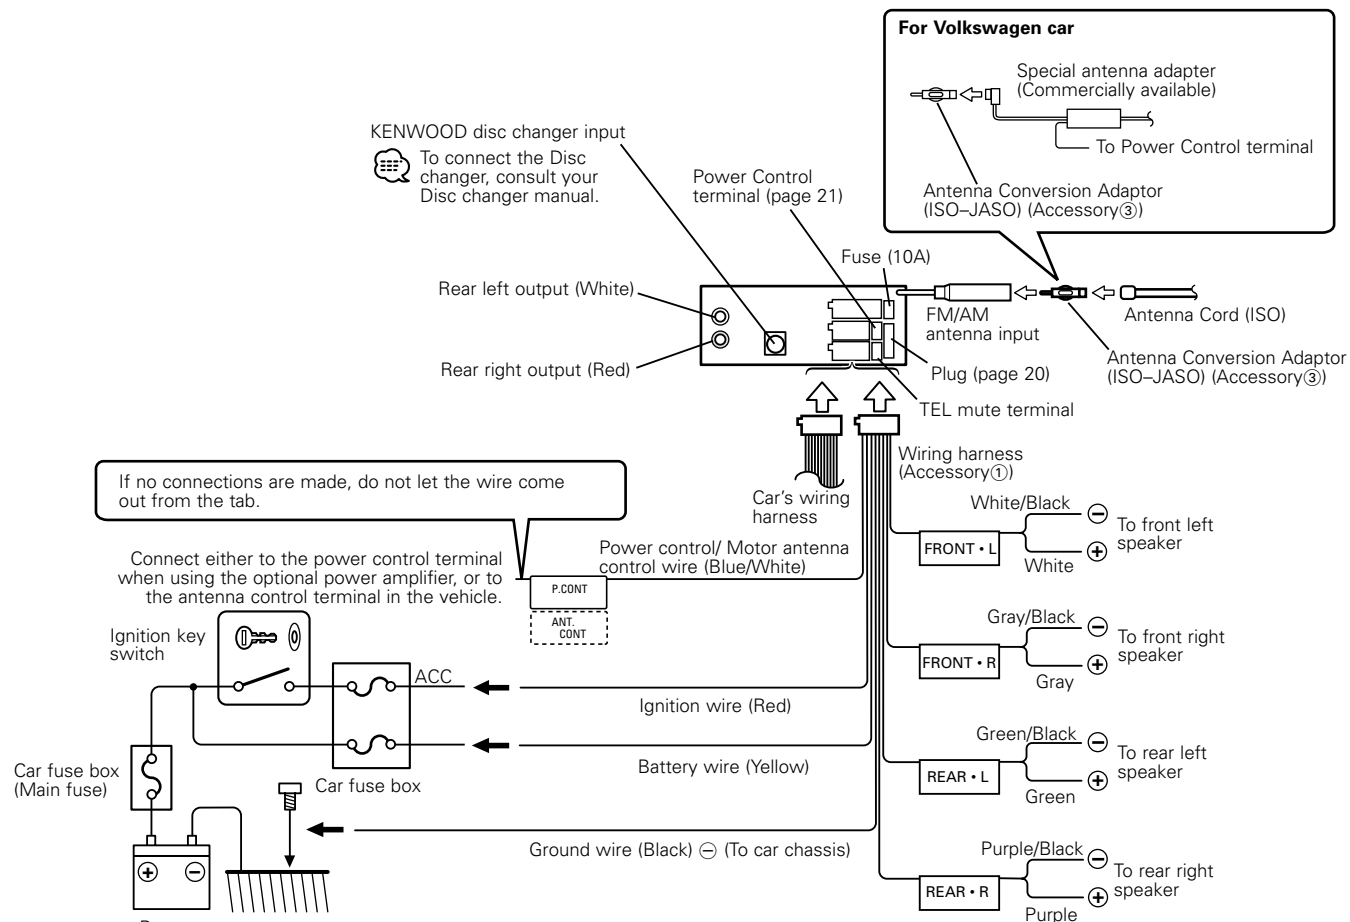 For Volkswagen car
Special antenna adapter
(Commercially available)
To Power Control terminal
Antenna Conversion Adaptor
(ISO–JASO) (Accessory③)
KENWOOD disc changer input
To connect the Disc
changer, consult your
Disc changer manual.
Power Control
terminal (page 21)
Fuse (10A)
Rear left output (White)
FM/AM
antenna input
Antenna Cord (ISO)
Rear right output (Red)
Plug (page 20)
Antenna Conversion Adaptor
(ISO–JASO) (Accessory③)
TEL mute terminal
Wiring harness
(Accessory①)
Car's wiring
harness
If no connections are made, do not let the wire come
out from the tab.
Connect either to the power control terminal
when using the optional power amplifier, or to
the antenna control terminal in the vehicle.
Power control/ Motor antenna
control wire (Blue/White)
P.CONT
ANT.
CONT
White/Black
⊖
To front left
speaker
FRONT • L
⊕
White
Gray/Black
⊖
To front right
speaker
FRONT • R
⊕
Gray
Ignition key
switch
ACC
Ignition wire (Red)
Green/Black
⊖
To rear left
speaker
REAR • L
⊕
Green
Battery wire (Yellow)
Car fuse box
(Main fuse)
Car fuse box
Ground wire (Black) ⊖ (To car chassis)
Purple/Black
⊖
To rear right
speaker
REAR • R
⊕
Purple
⊕ ⊖